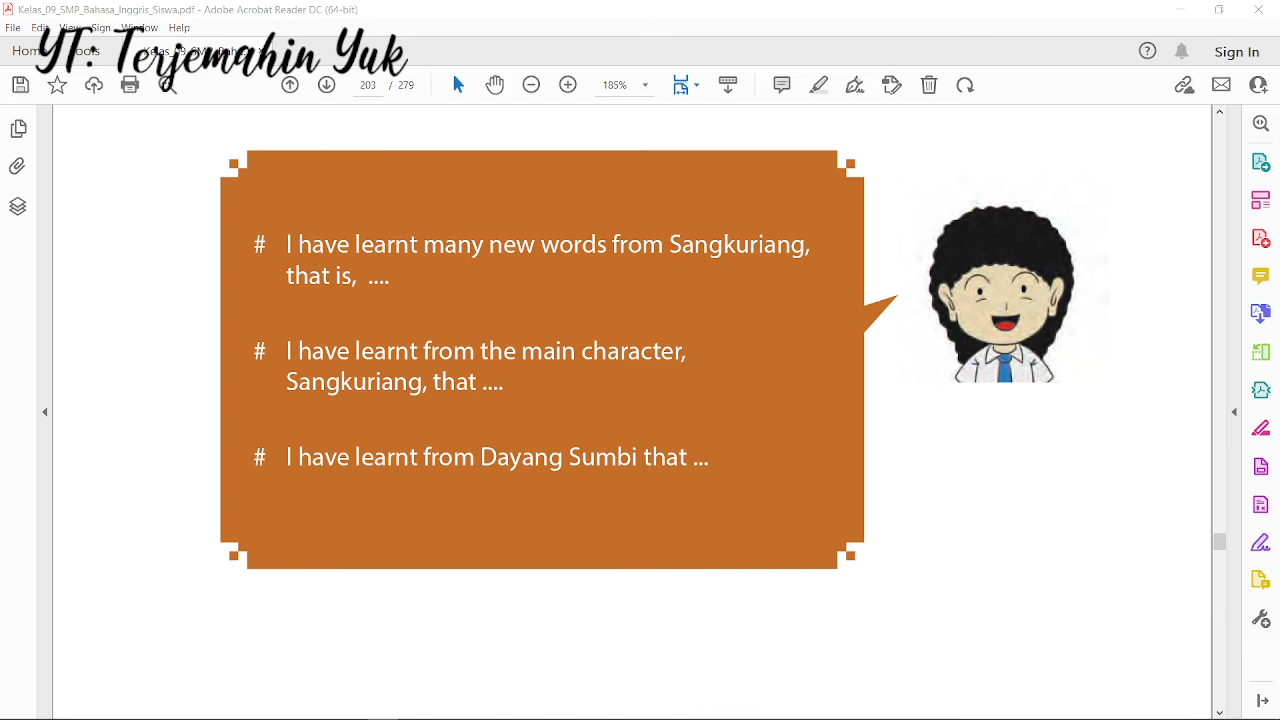 Kelas_09_SMP_Bahasa_Inggris_Siswa.pdf - Adobe Acrobat Reader DC (64-bit)
File Edit View Sign Window Help
YT: Terjemahin Yuk
Home Tools
Sign In
203 / 279
185%
# I have learnt many new words from Sangkuriang,
that is, ....
# I have learnt from the main character,
Sangkuriang, that ....
# I have learnt from Dayang Sumbi that ...